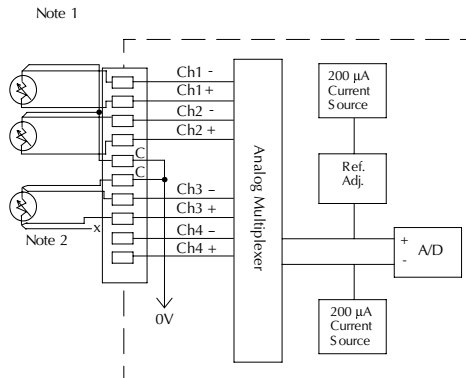 Note 1
Ch1 -
Ch1 +
Ch2 -
Ch2 +
C
C
Ch3 –
Ch3 +
Ch4 –
Ch4 +
x
Note 2
0V
Analog Multiplexer
200 µA
Current
Source
Ref.
Adj.
+
-
A/D
200 µA
Current
Source